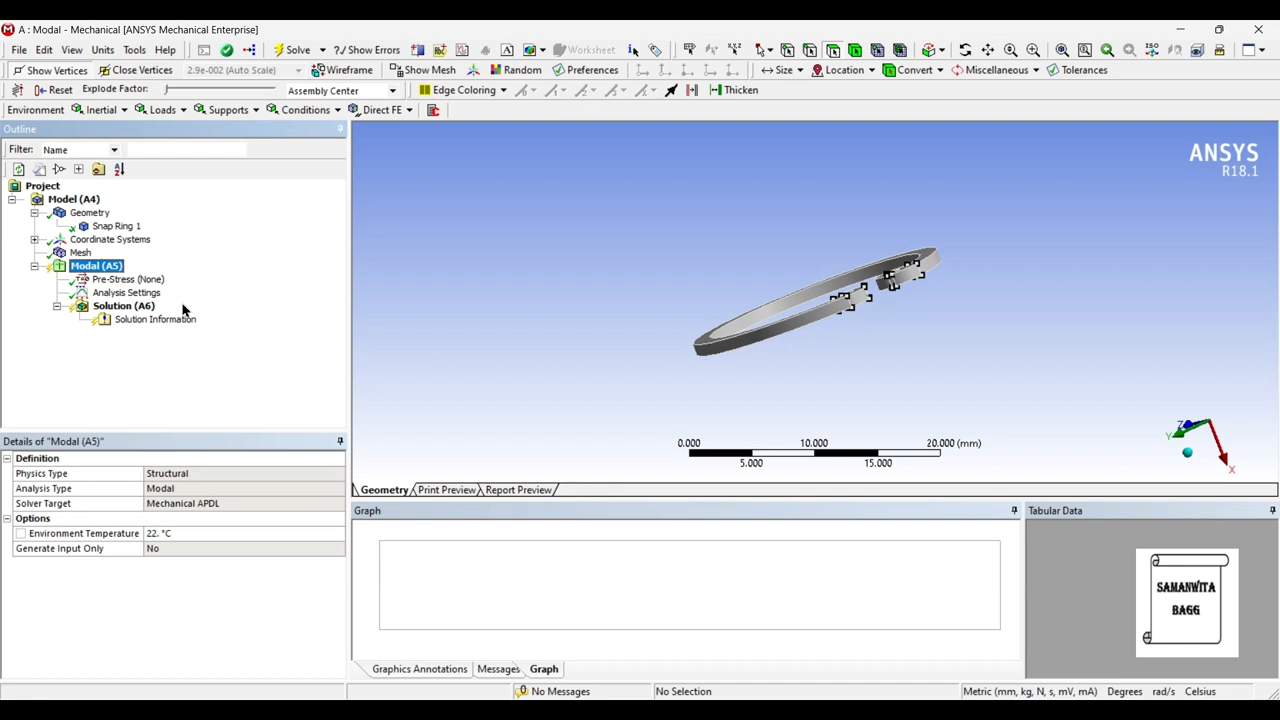 A : Modal - Mechanical [ANSYS Mechanical Enterprise]
File Edit View Units Tools Help Solve Show Errors Worksheet
Show Vertices Close Vertices 2.9e-002 (Auto Scale) Wireframe Show Mesh Random Preferences Size Location Convert Miscellaneous Tolerances
Reset Explode Factor: Assembly Center Edge Coloring Thicken
Environment Inertial Loads Supports Conditions Direct FE
Outline
Filter: Name
Project
Model (A4)
Geometry
Snap Ring 1
Coordinate Systems
Mesh
Modal (A5)
Pre-Stress (None)
Analysis Settings
Solution (A6)
Solution Information
ANSYS
R18.1
0.000 10.000 20.000 (mm)
5.000 15.000
Z
Y
X
Geometry Print Preview Report Preview
Details of "Modal (A5)"
Definition
Physics Type Structural
Analysis Type Modal
Solver Target Mechanical APDL
Options
Environment Temperature 22. °C
Generate Input Only No
Graph
Tabular Data
SAMANWITA
BAGG
Graphics Annotations Messages Graph
No Messages No Selection Metric (mm, kg, N, s, mV, mA) Degrees rad/s Celsius